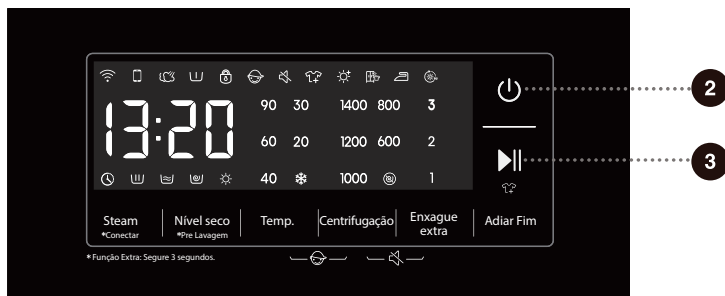 90 30 1400 800 3
13:20
60 20 1200 600 2
40 1000 1
Steam
*Conectar
Nível seco
*Pre Lavagem
Temp.
Centrifugação
Enxague
extra
Adiar Fim
*Função Extra: Segure 3 segundos.
2
3